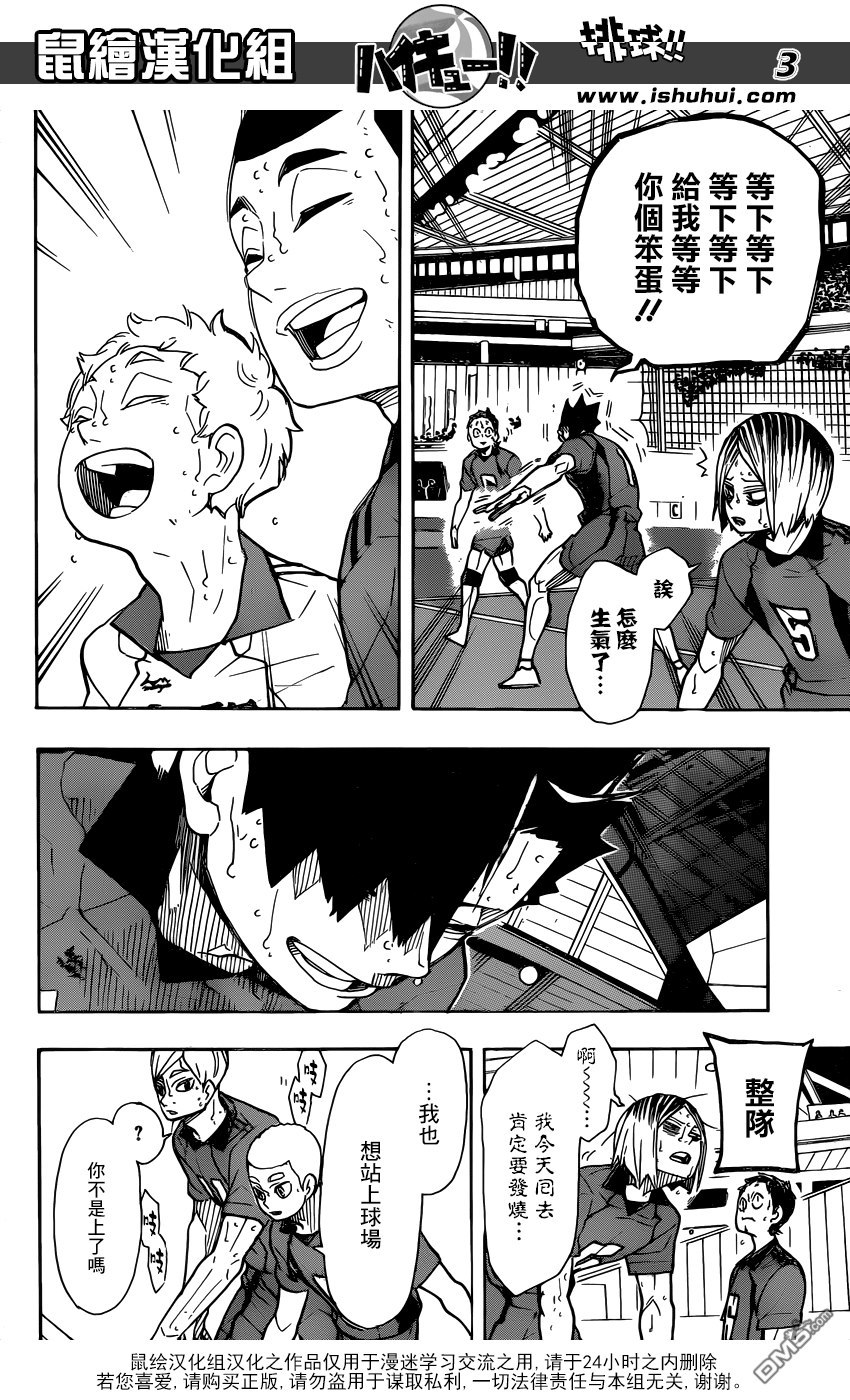 鼠繪漢化組
ハイキュー!!
排球!!
3
www.ishuhui.com
等下等下
等下等下
給我等等
你個笨蛋!!
誒
怎麼
生氣了…
5
整隊
啊～～……
我今天回去
肯定要發燒…
…我也
想站上球場
吱
吱
?
你不是上了嗎
吱
吱
鼠绘汉化组汉化之作品仅用于漫迷学习交流之用, 请于24小时之内删除
若您喜爱, 请购买正版, 请勿盗用于谋取私利, 一切法律责任与本组无关, 谢谢.
DM5.com